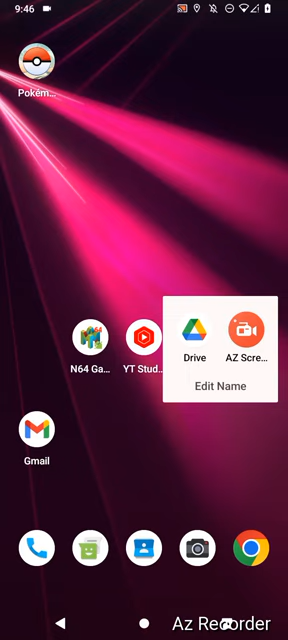 9:46
Pokém...
N64 Ga...
YT Stud...
Drive
AZ Scre...
Edit Name
Gmail
Az Recorder